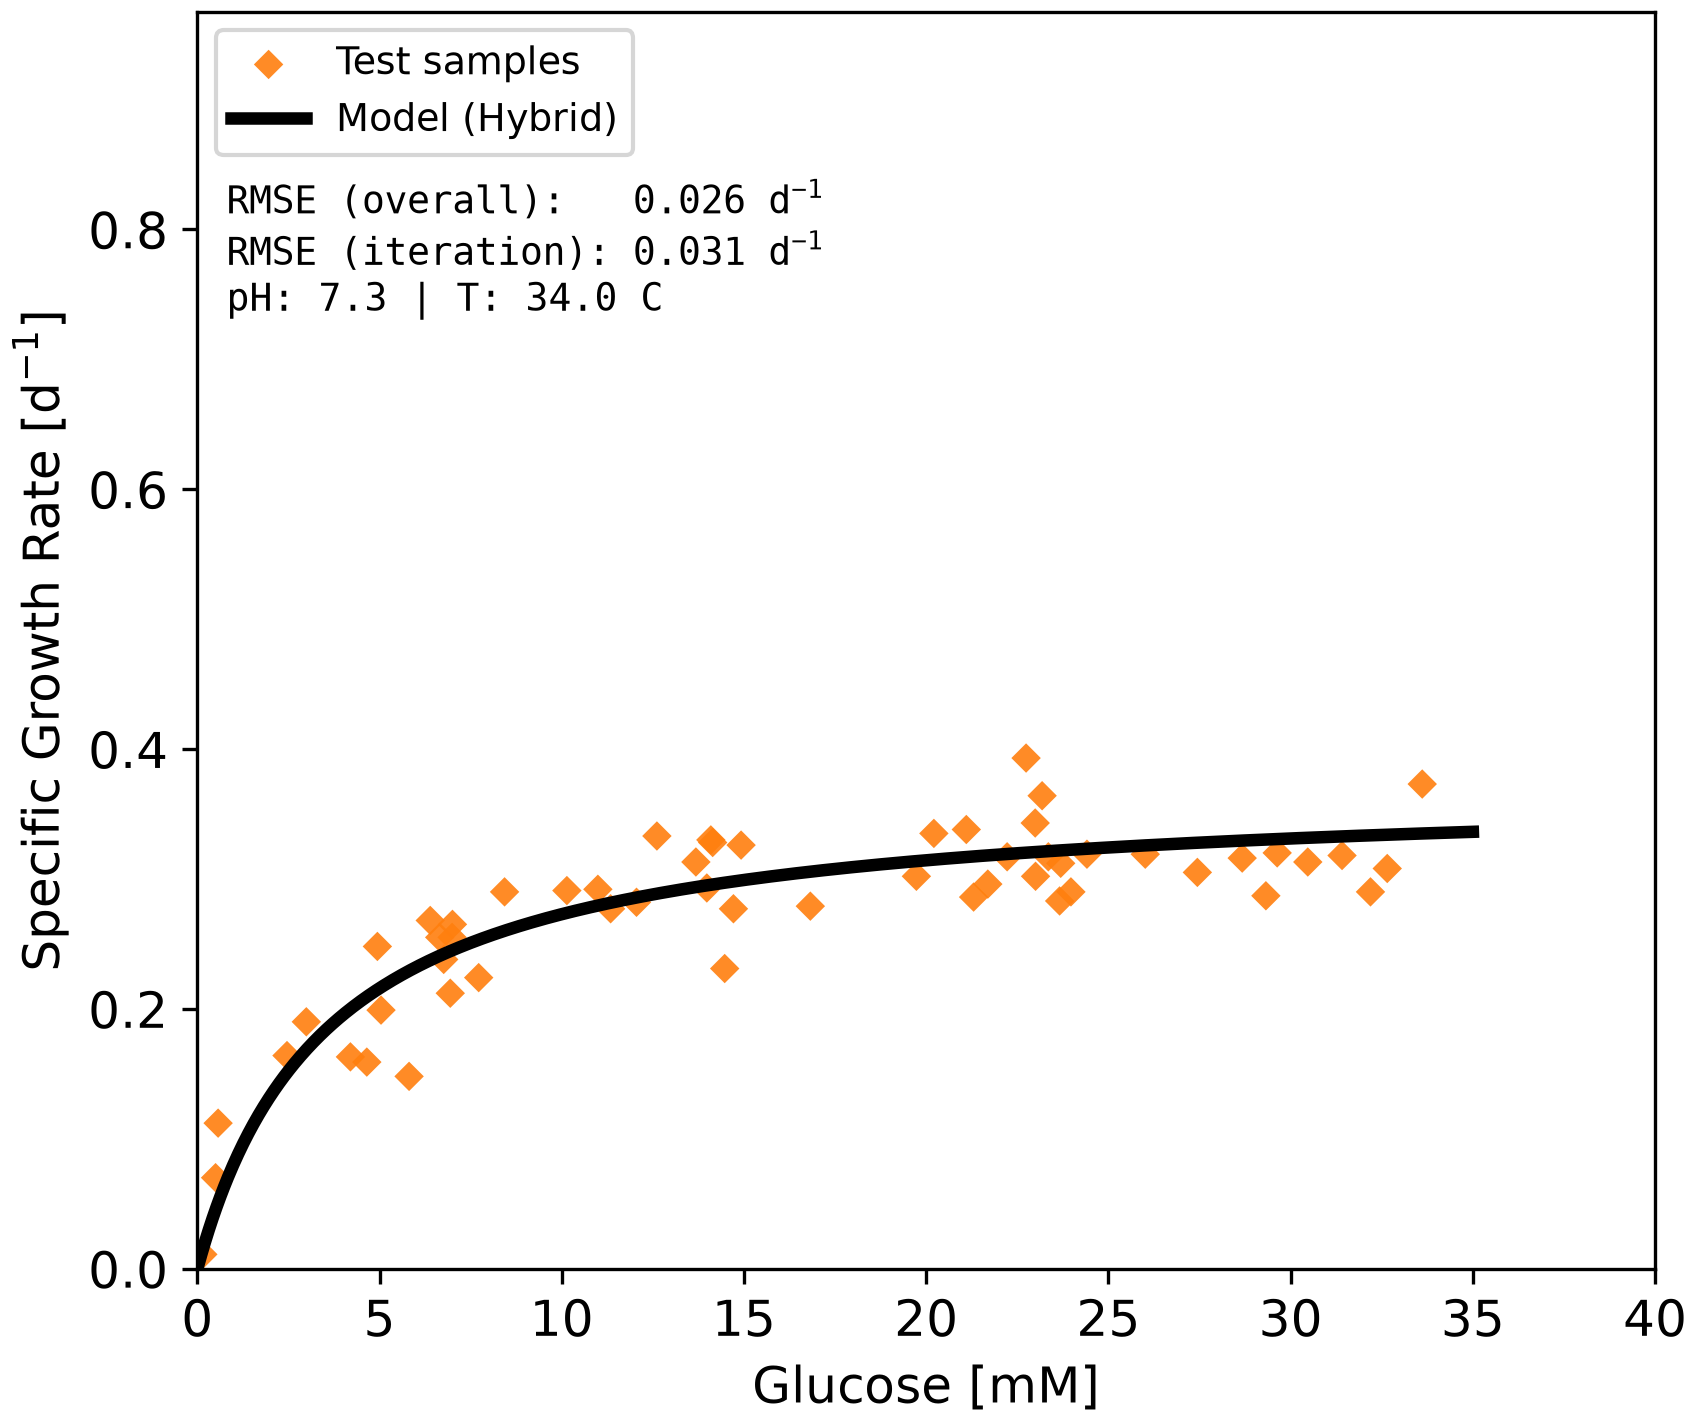 Test samples
Model (Hybrid)
RMSE (overall):   0.026 d⁻¹
RMSE (iteration): 0.031 d⁻¹
pH: 7.3 | T: 34.0 C
Specific Growth Rate [d⁻¹]
0.8
0.6
0.4
0.2
0.0
0 5 10 15 20 25 30 35 40
Glucose [mM]